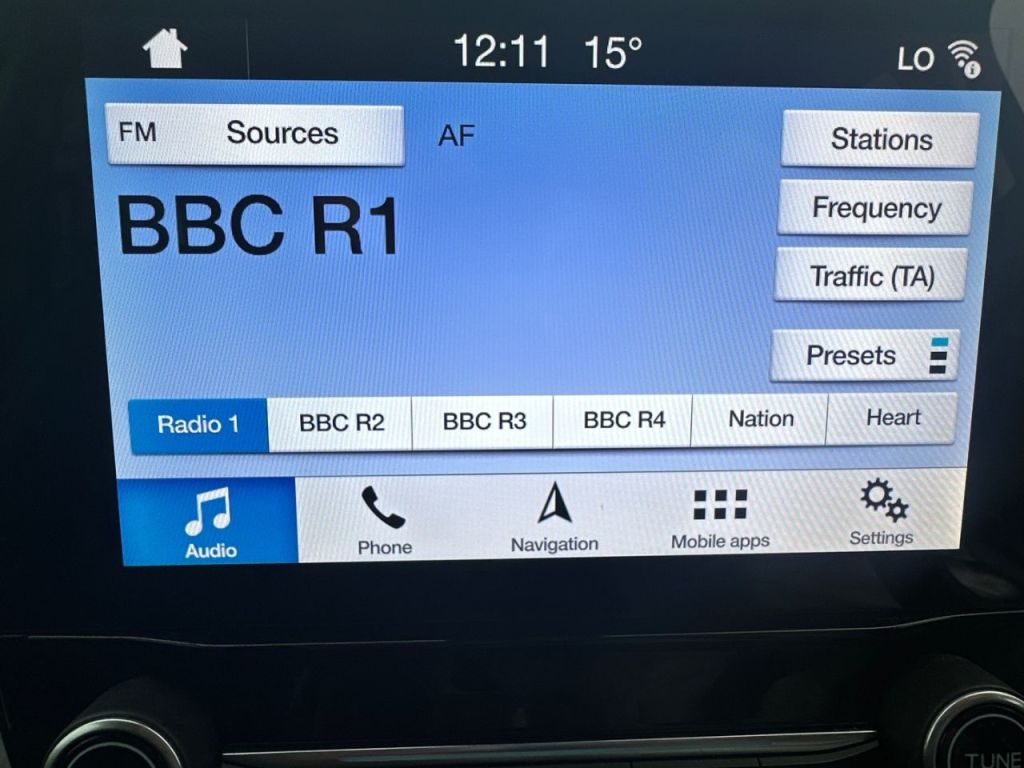 12:11 15° LO
FM Sources AF Stations
BBC R1
Frequency
Traffic (TA)
Presets
Radio 1 BBC R2 BBC R3 BBC R4 Nation Heart
Audio Phone Navigation Mobile apps Settings
TUNE